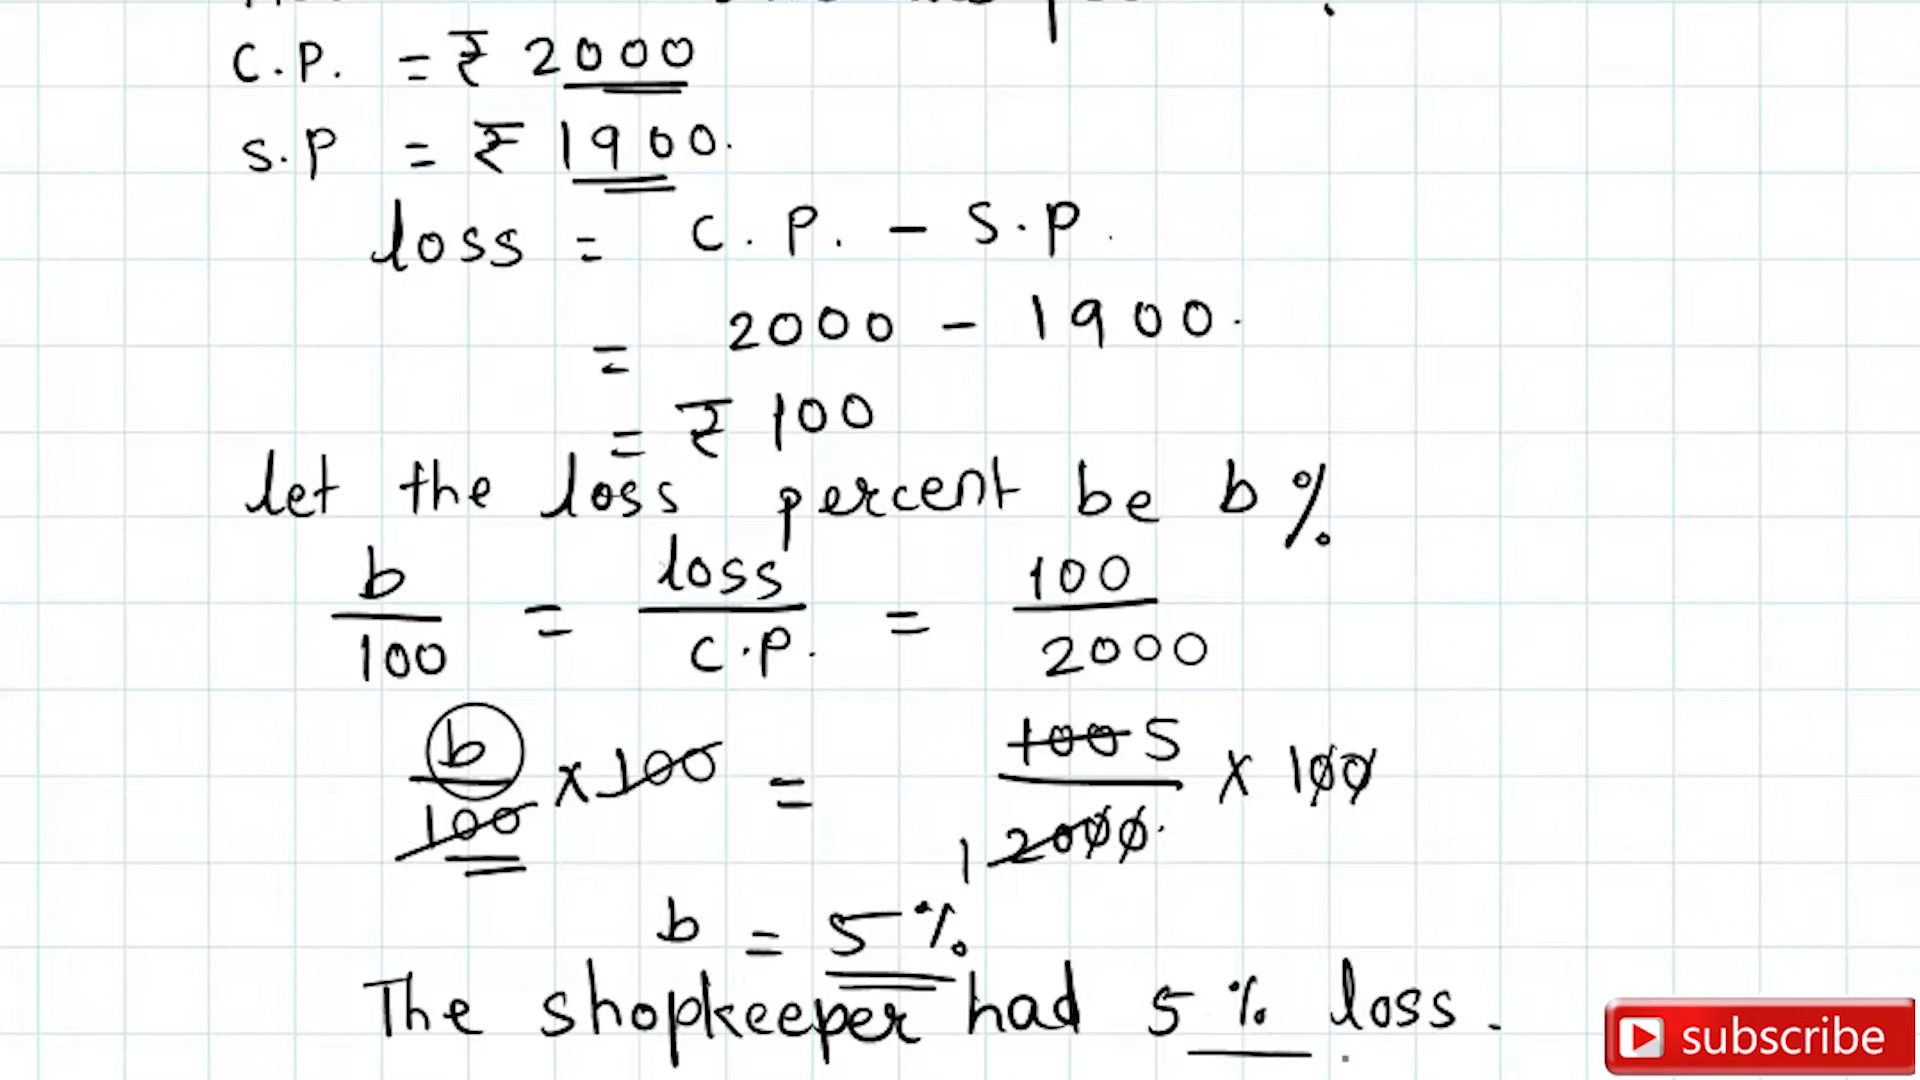 C.P. = ₹ 2000
S.P = ₹ 1900.
loss = C.P. - S.P.
= 2000 - 1900.
= ₹ 100
let the loss percent be b%
b/100 = loss/C.P. = 100/2000
b/100 × 100 = 100 5/1 2000 × 100
b = 5%
The shopkeeper had 5% loss.
subscribe